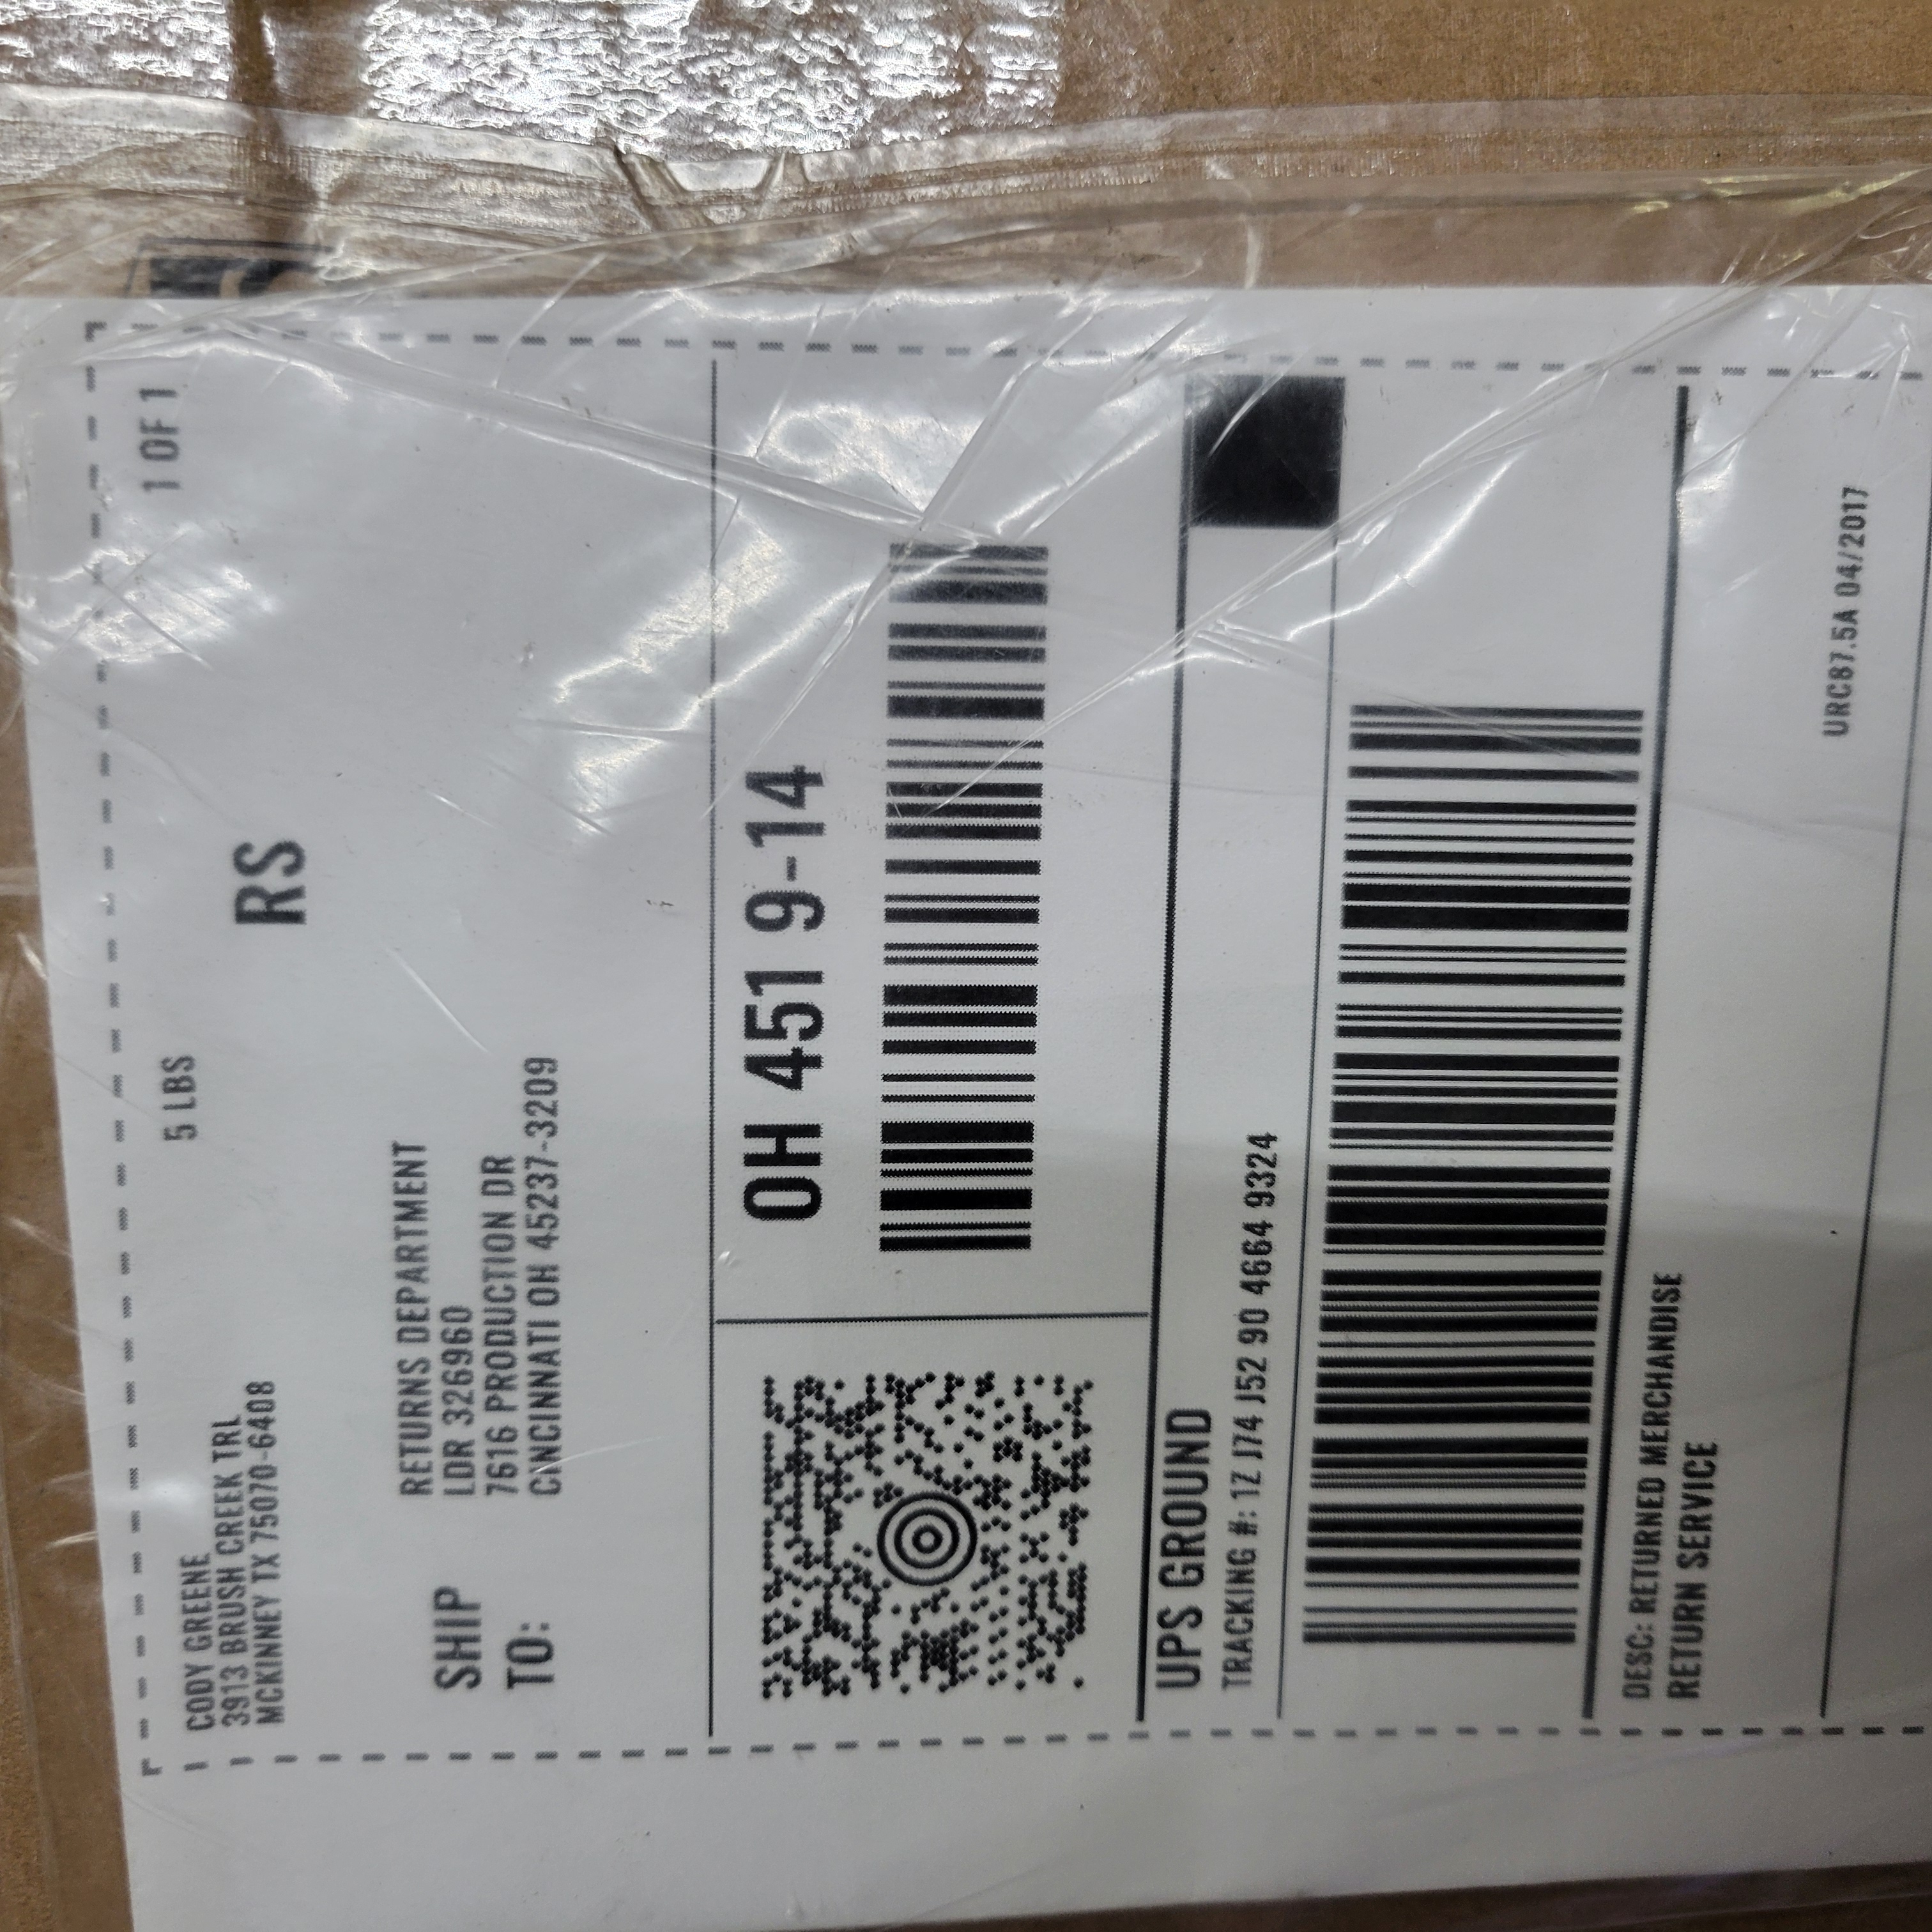 1 OF 1
5 LBS
RS
CODY GREENE
3913 BRUSH CREEK TRL
MCKINNEY TX 75070-6408
SHIP
TO:
RETURNS DEPARTMENT
LDR 326960
7616 PRODUCTION DR
CINCINNATI OH 45237-3209
OH 451 9-14
UPS GROUND
TRACKING #: 1Z J74 J52 90 4664 9324
DESC: RETURNED MERCHANDISE
RETURN SERVICE
URC87.5A 04/2017